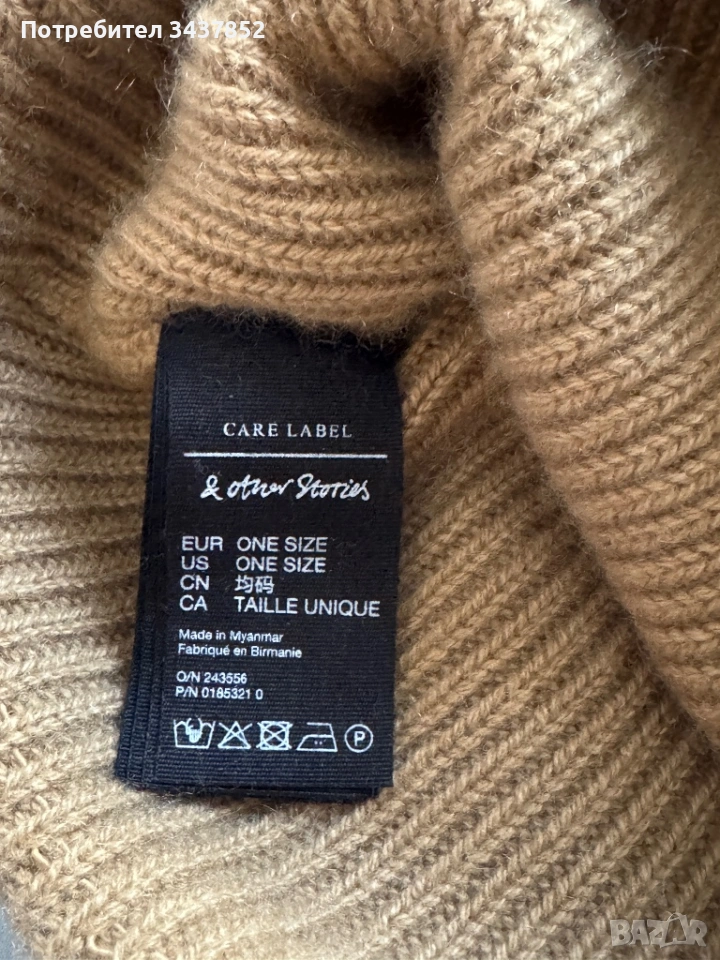 Потребител 3437852
CARE LABEL
& other Stories
EUR ONE SIZE
US ONE SIZE
CN 均码
CA TAILLE UNIQUE
Made in Myanmar
Fabriqué en Birmanie
O/N 243556
P/N 0185321 0
P
BAZAR